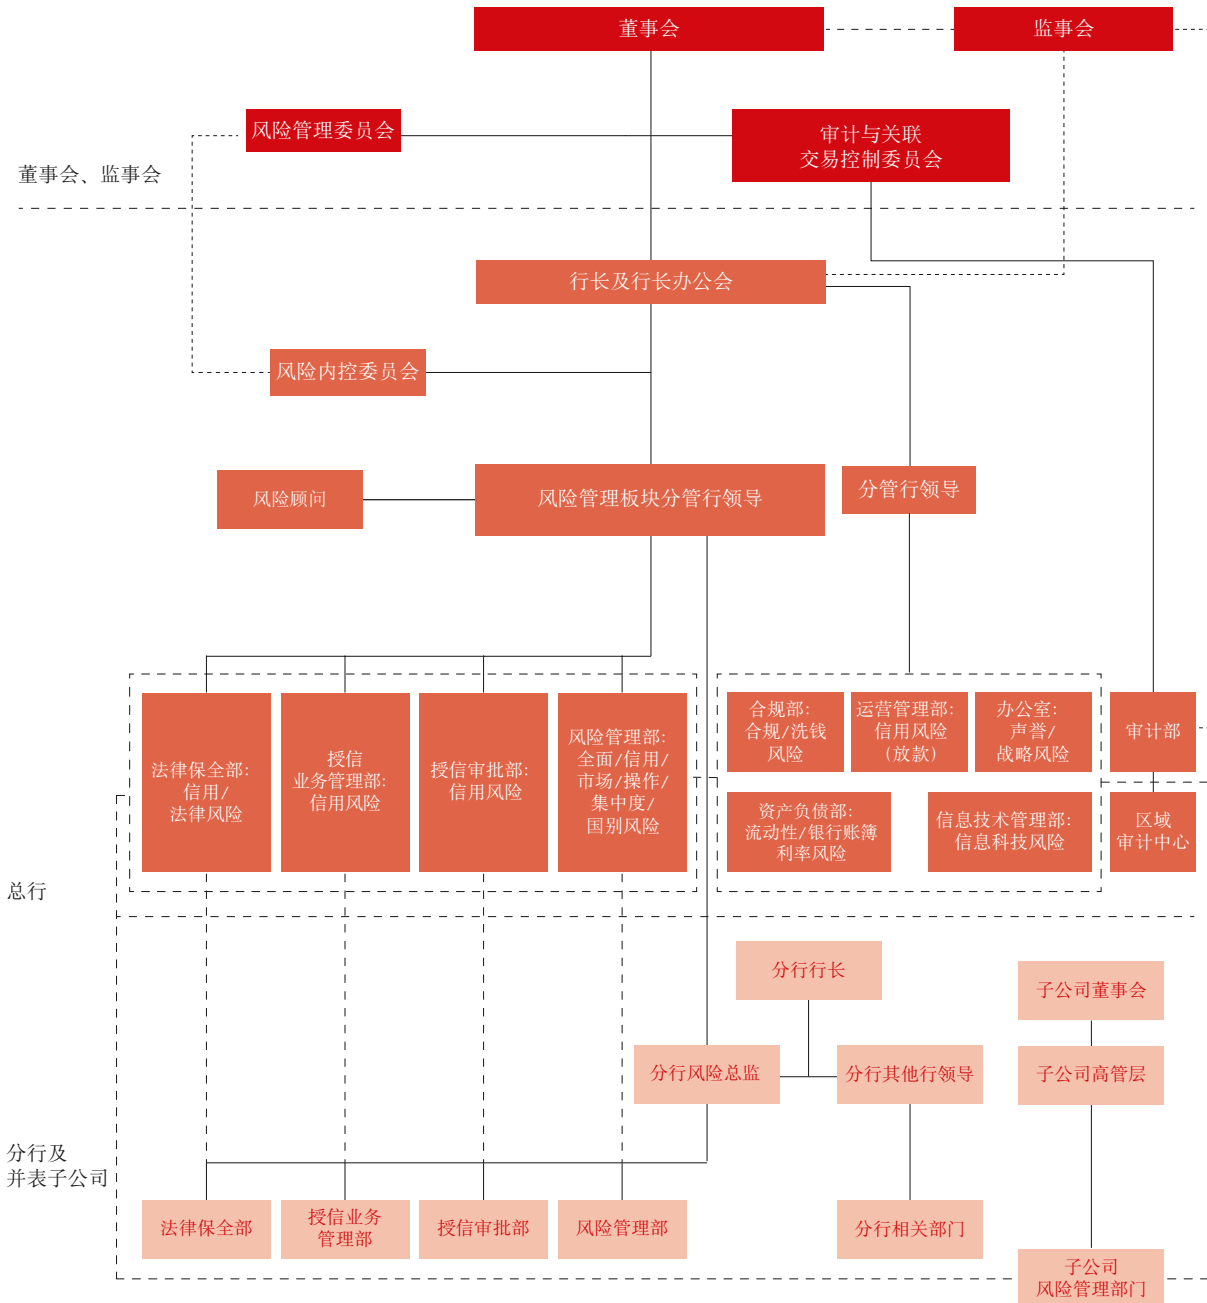 董事会
监事会
风险管理委员会
审计与关联
交易控制委员会
董事会、监事会
行长及行长办公会
风险内控委员会
风险顾问
风险管理板块分管行领导
分管行领导
法律保全部:
信用/
法律风险
授信
业务管理部:
信用风险
授信审批部:
信用风险
风险管理部:
全面/信用/
市场/操作/
集中度/
国别风险
合规部:
合规/洗钱
风险
运营管理部:
信用风险
(放款)
办公室:
声誉/
战略风险
审计部
资产负债部:
流动性/银行账簿
利率风险
信息技术管理部:
信息科技风险
区域
审计中心
总行
分行行长
子公司董事会
分行风险总监
分行其他行领导
子公司高管层
分行及
并表子公司
法律保全部
授信业务
管理部
授信审批部
风险管理部
分行相关部门
子公司
风险管理部门